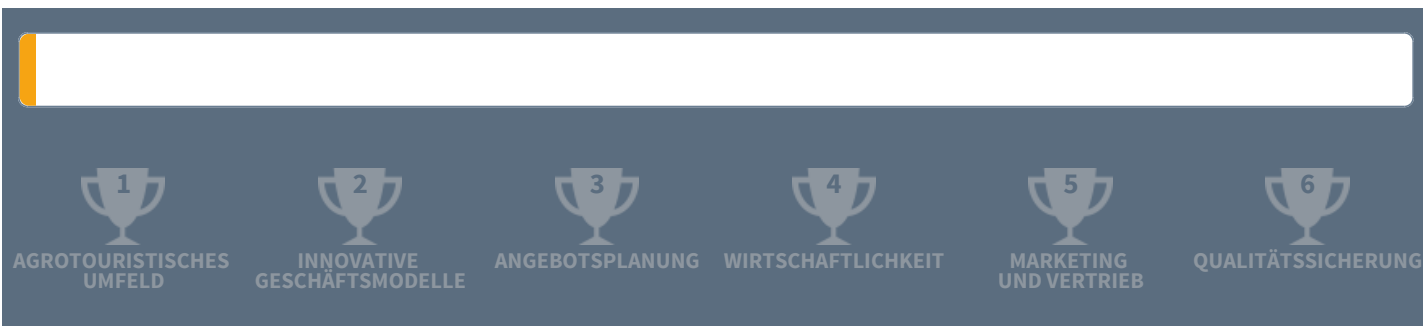 1
2
3
4
5
6
AGROTOURISTISCHES
UMFELD
INNOVATIVE
GESCHÄFTSMODELLE
ANGEBOTSPLANUNG
WIRTSCHAFTLICHKEIT
MARKETING
UND VERTRIEB
QUALITÄTSSICHERUNG